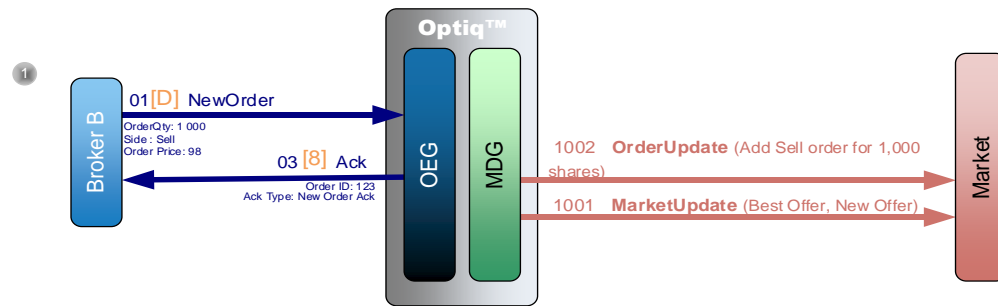 Optiq™
1
01 [D] NewOrder
OrderQty: 1 000
Side : Sell
Order Price: 98
03 [8] Ack
Order ID: 123
Ack Type: New Order Ack
Broker B
OEG
MDG
1002 OrderUpdate (Add Sell order for 1,000
shares)
1001 MarketUpdate (Best Offer, New Offer)
Market